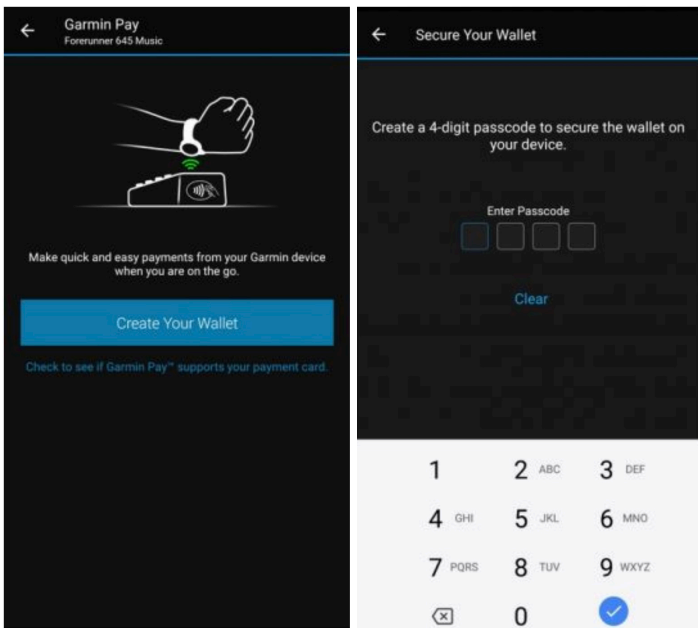 Garmin Pay
Forerunner 645 Music
Make quick and easy payments from your Garmin device
when you are on the go.
Create Your Wallet
Check to see if Garmin Pay™ supports your payment card.
Secure Your Wallet
Create a 4-digit passcode to secure the wallet on
your device.
Enter Passcode
Clear
1 2 ABC 3 DEF
4 GHI 5 JKL 6 MNO
7 PQRS 8 TUV 9 WXYZ
0